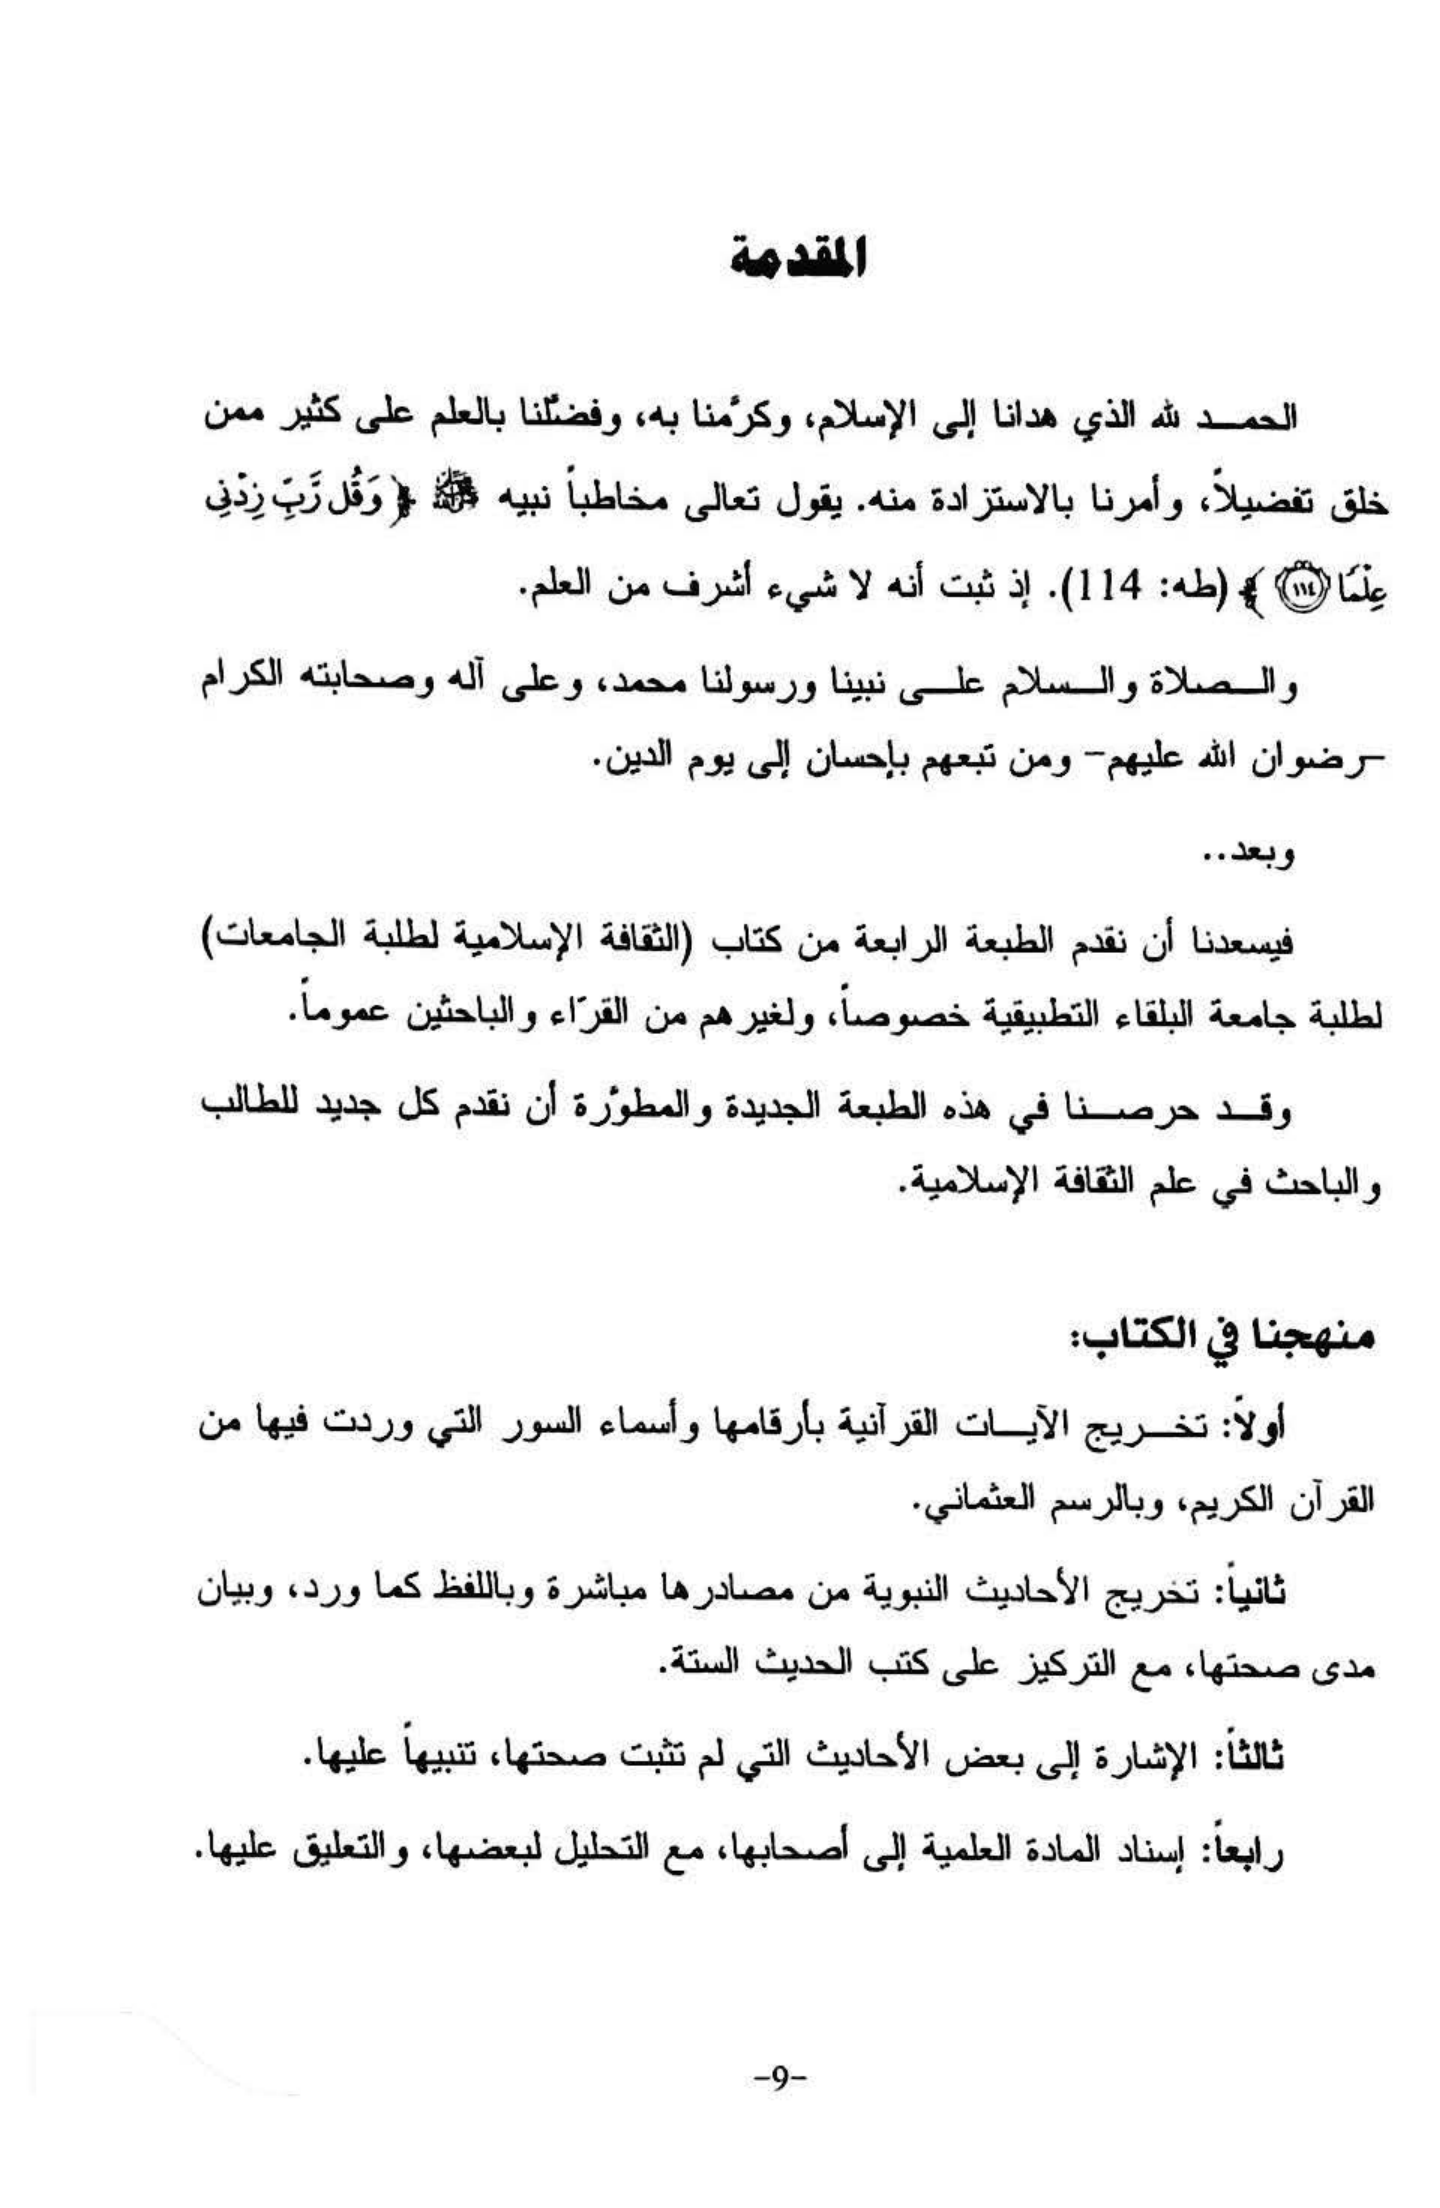 المقدمة
الحمد لله الذي هدانا إلى الإسلام، وكرَّمنا به، وفضَّلنا بالعلم على كثير ممن
خلق تفضيلاً، وأمرنا بالاستزادة منه. يقول تعالى مخاطباً نبيه ﷺ ﴿وَقُل رَّبِّ زِدْنِي
عِلْمًا ١١٤﴾ (طه: 114). إذ ثبت أنه لا شيء أشرف من العلم.
والصلاة والسلام على نبينا ورسولنا محمد، وعلى آله وصحابته الكرام
-رضوان الله عليهم- ومن تبعهم بإحسان إلى يوم الدين.
وبعد..
فيسعدنا أن نقدم الطبعة الرابعة من كتاب (الثقافة الإسلامية لطلبة الجامعات)
لطلبة جامعة البلقاء التطبيقية خصوصاً، ولغيرهم من القرّاء والباحثين عموماً.
وقد حرصنا في هذه الطبعة الجديدة والمطوَّرة أن نقدم كل جديد للطالب
والباحث في علم الثقافة الإسلامية.
منهجنا في الكتاب:
أولاً: تخريج الآيات القرآنية بأرقامها وأسماء السور التي وردت فيها من
القرآن الكريم، وبالرسم العثماني.
ثانياً: تخريج الأحاديث النبوية من مصادرها مباشرة وباللفظ كما ورد، وبيان
مدى صحتها، مع التركيز على كتب الحديث الستة.
ثالثاً: الإشارة إلى بعض الأحاديث التي لم تثبت صحتها، تنبيهاً عليها.
رابعاً: إسناد المادة العلمية إلى أصحابها، مع التحليل لبعضها، والتعليق عليها.
-9-